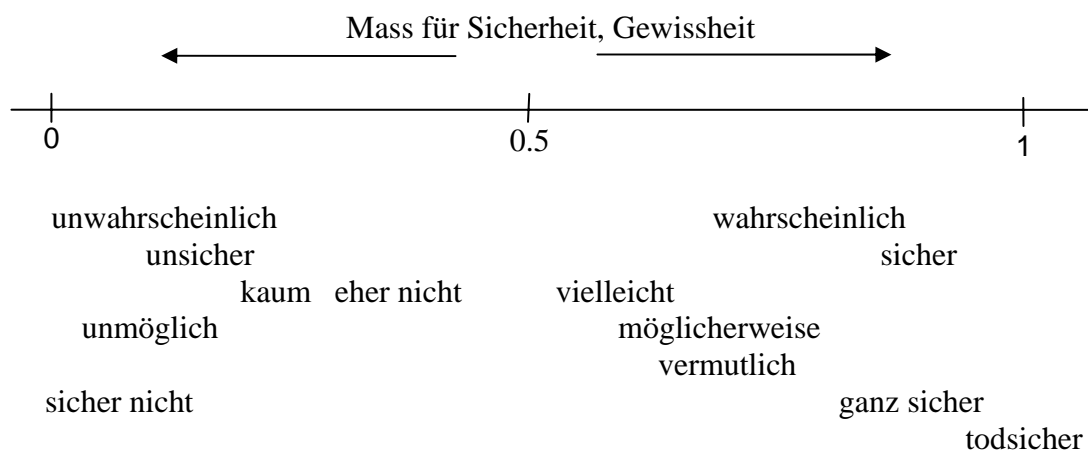 Mass für Sicherheit, Gewissheit
0 0.5 1
unwahrscheinlich wahrscheinlich
unsicher sicher
kaum eher nicht vielleicht
unmöglich möglicherweise
vermutlich
sicher nicht ganz sicher
todsicher